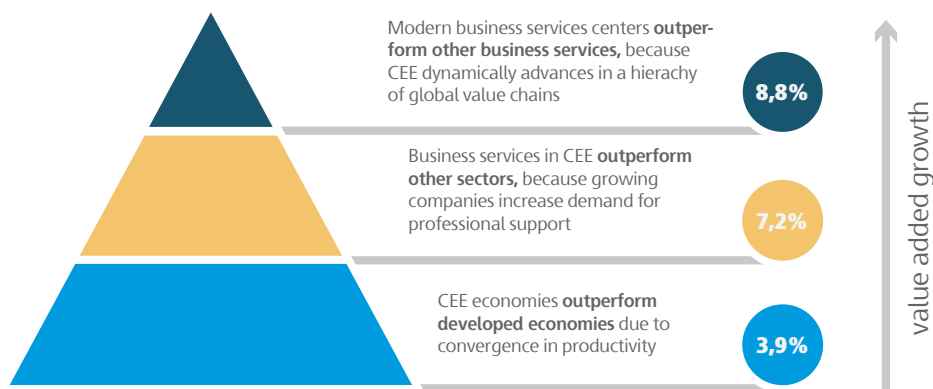 Modern business services centers outper-
form other business services, because
CEE dynamically advances in a hierachy
of global value chains
8,8%
Business services in CEE outperform
other sectors, because growing
companies increase demand for
professional support
7,2%
CEE economies outperform
developed economies due to
convergence in productivity
3,9%
value added growth